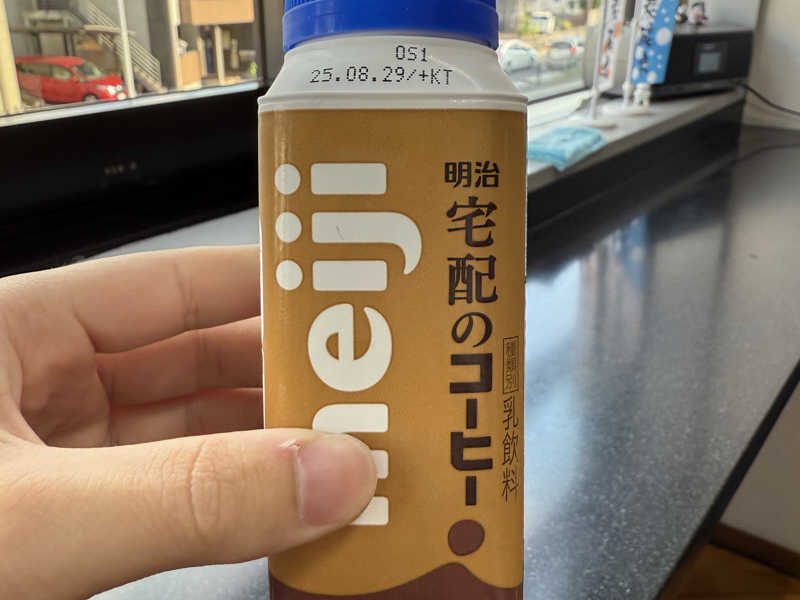 OS1
25.08.29/+KT
meiji
明治
宅配のコーヒー
種類別
乳飲料